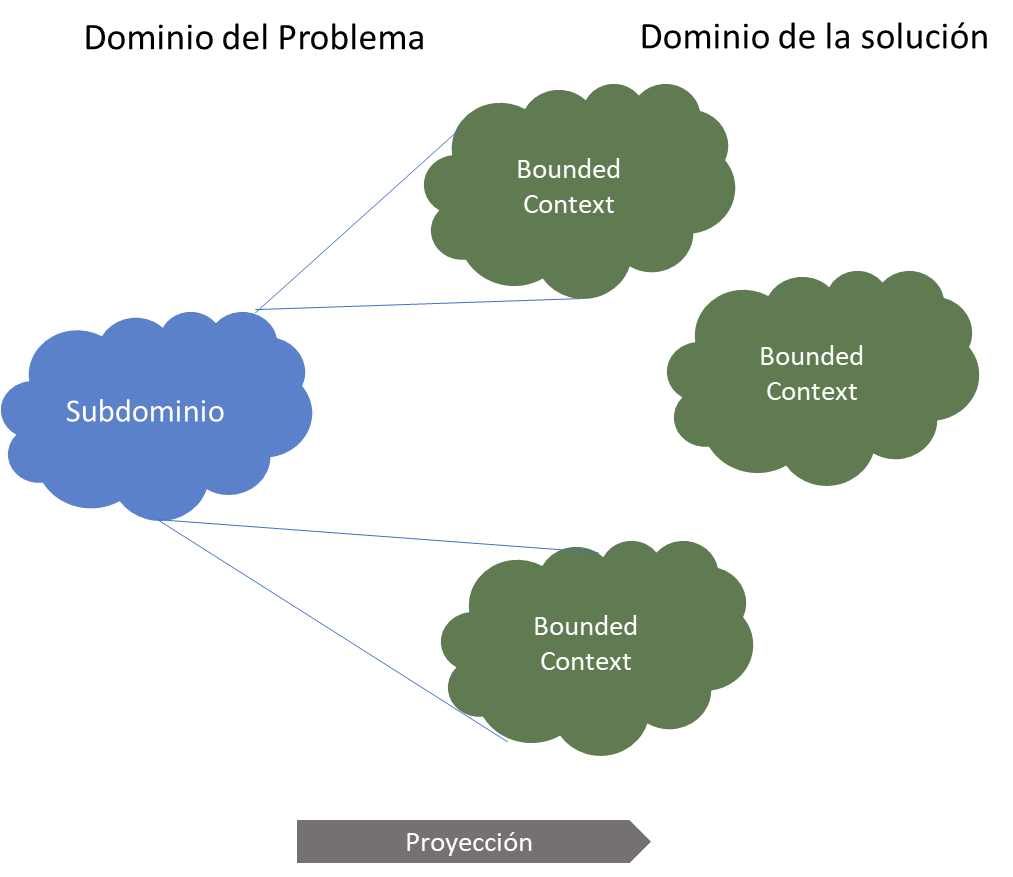 Dominio del Problema
Dominio de la solución
Bounded
Context
Bounded
Context
Subdominio
Bounded
Context
Proyección